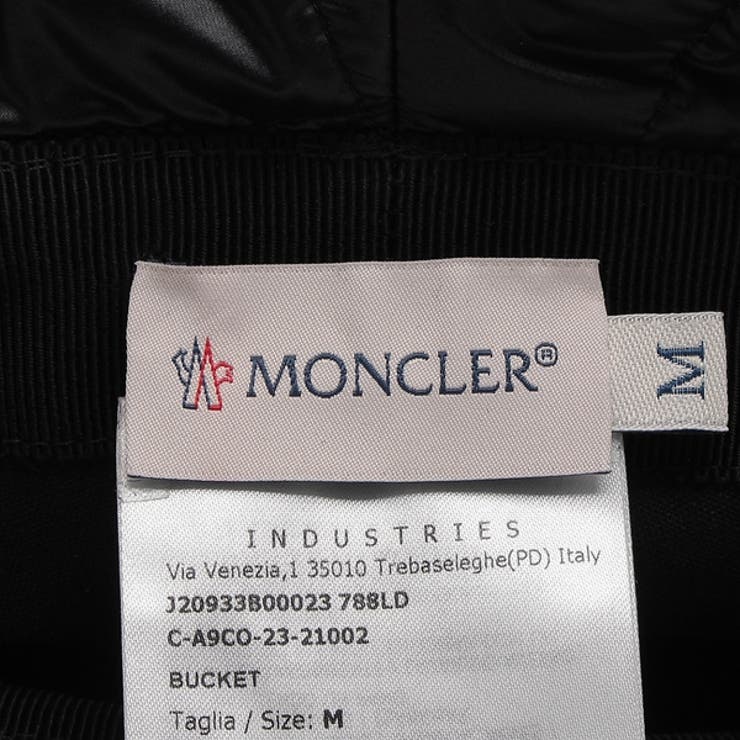 MONCLER®
M
INDUSTRIES
Via Venezia,1 35010 Trebaseleghe(PD) Italy
J20933B00023 788LD
C-A9CO-23-21002
BUCKET
Taglia / Size: M